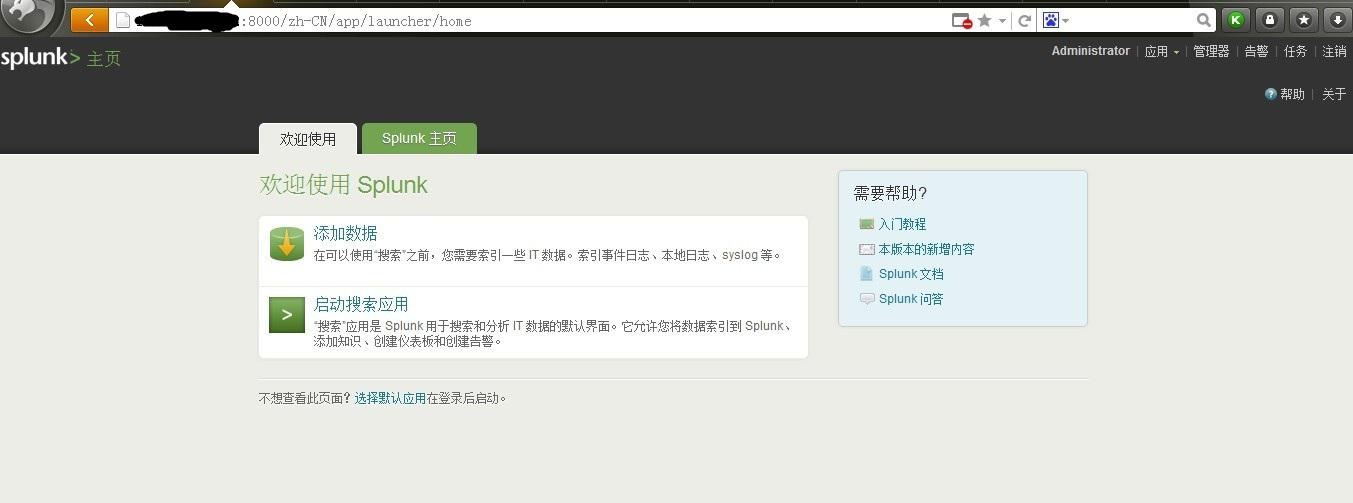 :8000/zh-CN/app/launcher/home
splunk> 主页
Administrator | 应用 | 管理器 | 告警 | 任务 | 注销
帮助 | 关于
欢迎使用
Splunk 主页
欢迎使用 Splunk
添加数据
在可以使用“搜索”之前，您需要索引一些 IT 数据。索引事件日志、本地日志、syslog 等。
启动搜索应用
“搜索”应用是 Splunk 用于搜索和分析 IT 数据的默认界面。它允许您将数据索引到 Splunk、
添加知识、创建仪表板和创建告警。
需要帮助？
入门教程
本版本的新增内容
Splunk 文档
Splunk 问答
不想查看此页面？选择默认应用在登录后启动。